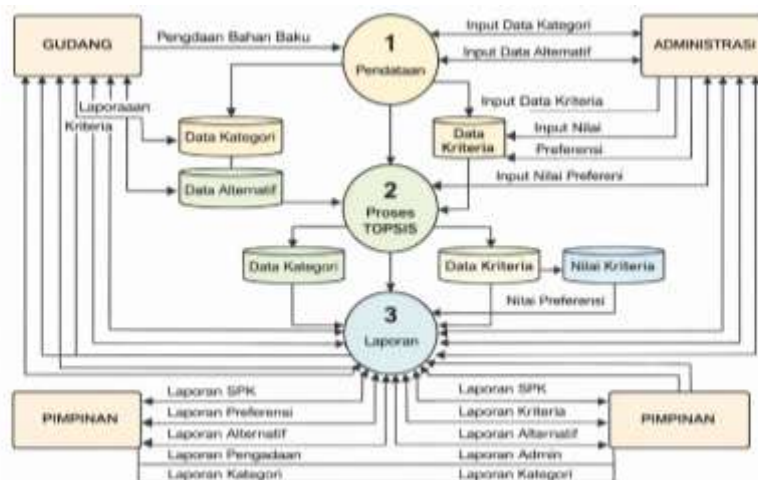 GUDANG
Pengdaan Bahan Baku
1
Pendataan
Input Data Kategori
Input Data Alternatif
ADMINISTRASI
Laporaaan
Kriteria
Input Data Kriteria
Data Kategori
Data
Kriteria
Input Nilai
Preferensi
Data Alternatif
2
Proses
TOPSIS
Input Nilai Prefereni
Data Kategori
Data Kriteria
Nilai Kriteria
Nilai Preferensi
3
Laporan
PIMPINAN
Laporan SPK
Laporan Preferensi
Laporan Alternatif
Laporan Pengadaan
Laporan Kategori
Laporan SPK
Laporan Kriteria
Laporan Alternatif
Laporan Admin
Laporan Kategori
PIMPINAN